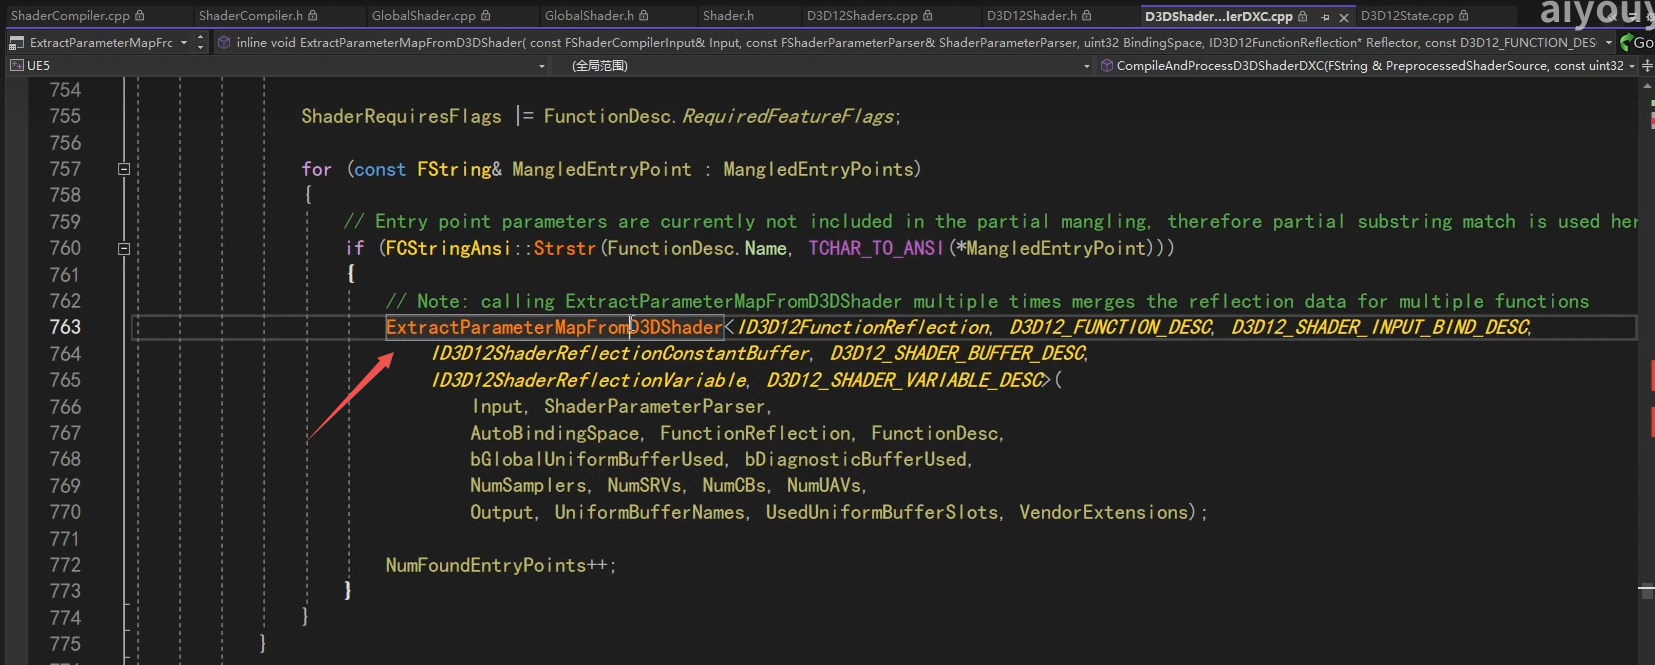 ShaderCompiler.cpp ShaderCompiler.h GlobalShader.cpp GlobalShader.h Shader.h D3D12Shaders.cpp D3D12Shader.h D3DShader...lerDXC.cpp D3D12State.cpp aiyouy
ExtractParameterMapFrc inline void ExtractParameterMapFromD3DShader( const FShaderCompilerInput& Input, const FShaderParameterParser& ShaderParameterParser, uint32 BindingSpace, ID3D12FunctionReflection* Reflector, const D3D12_FUNCTION_DES Go
UE5 (全局范围) CompileAndProcessD3DShaderDXC(FString & PreprocessedShaderSource, const uint32
754
755 ShaderRequiresFlags |= FunctionDesc.RequiredFeatureFlags;
756
757 for (const FString& MangledEntryPoint : MangledEntryPoints)
758 {
759 // Entry point parameters are currently not included in the partial mangling, therefore partial substring match is used her
760 if (FCStringAnsi::Strstr(FunctionDesc.Name, TCHAR_TO_ANSI(*MangledEntryPoint)))
761 {
762 // Note: calling ExtractParameterMapFromD3DShader multiple times merges the reflection data for multiple functions
763 ExtractParameterMapFromD3DShader<ID3D12FunctionReflection, D3D12_FUNCTION_DESC, D3D12_SHADER_INPUT_BIND_DESC,
764 ID3D12ShaderReflectionConstantBuffer, D3D12_SHADER_BUFFER_DESC,
765 ID3D12ShaderReflectionVariable, D3D12_SHADER_VARIABLE_DESC>(
766 Input, ShaderParameterParser,
767 AutoBindingSpace, FunctionReflection, FunctionDesc,
768 bGlobalUniformBufferUsed, bDiagnosticBufferUsed,
769 NumSamplers, NumSRVs, NumCBs, NumUAVs,
770 Output, UniformBufferNames, UsedUniformBufferSlots, VendorExtensions);
771
772 NumFoundEntryPoints++;
773 }
774 }
775 }